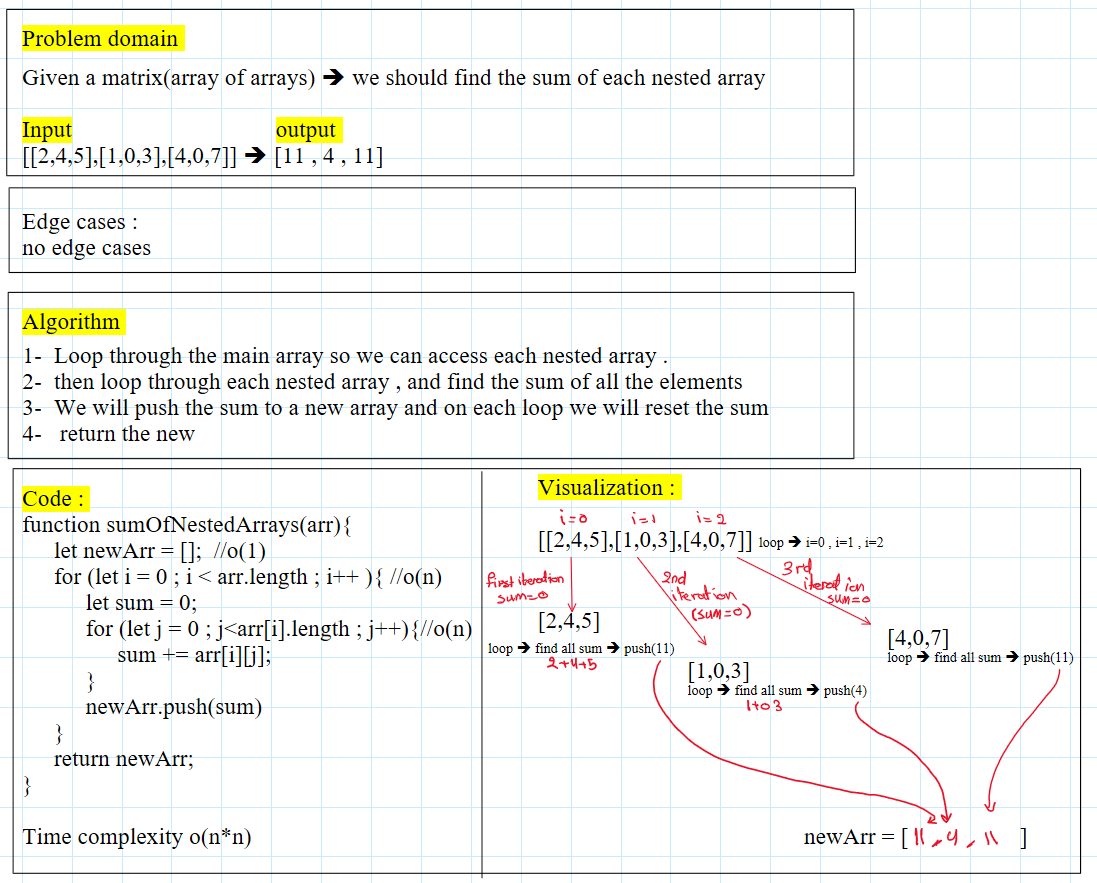 Problem domain
Given a matrix(array of arrays) ➔ we should find the sum of each nested array
Input output
[[2,4,5],[1,0,3],[4,0,7]] ➔ [11 , 4 , 11]
Edge cases :
no edge cases
Algorithm
1- Loop through the main array so we can access each nested array .
2- then loop through each nested array , and find the sum of all the elements
3- We will push the sum to a new array and on each loop we will reset the sum
4- return the new
Code :
function sumOfNestedArrays(arr){
let newArr = []; //o(1)
for (let i = 0 ; i < arr.length ; i++ ){ //o(n)
let sum = 0;
for (let j = 0 ; j<arr[i].length ; j++){//o(n)
sum += arr[i][j];
}
newArr.push(sum)
}
return newArr;
}
Time complexity o(n*n)
Visualization :
i=0 i=1 i=2
[[2,4,5],[1,0,3],[4,0,7]] loop ➔ i=0 , i=1 , i=2
first iteration
sum=0
2nd
iteration
(sum=0)
3rd
iteration
sum=0
[2,4,5]
loop ➔ find all sum ➔ push(11)
2+4+5
[1,0,3]
loop ➔ find all sum ➔ push(4)
1+03
[4,0,7]
loop ➔ find all sum ➔ push(11)
newArr = [ 11 , 4 , 11 ]